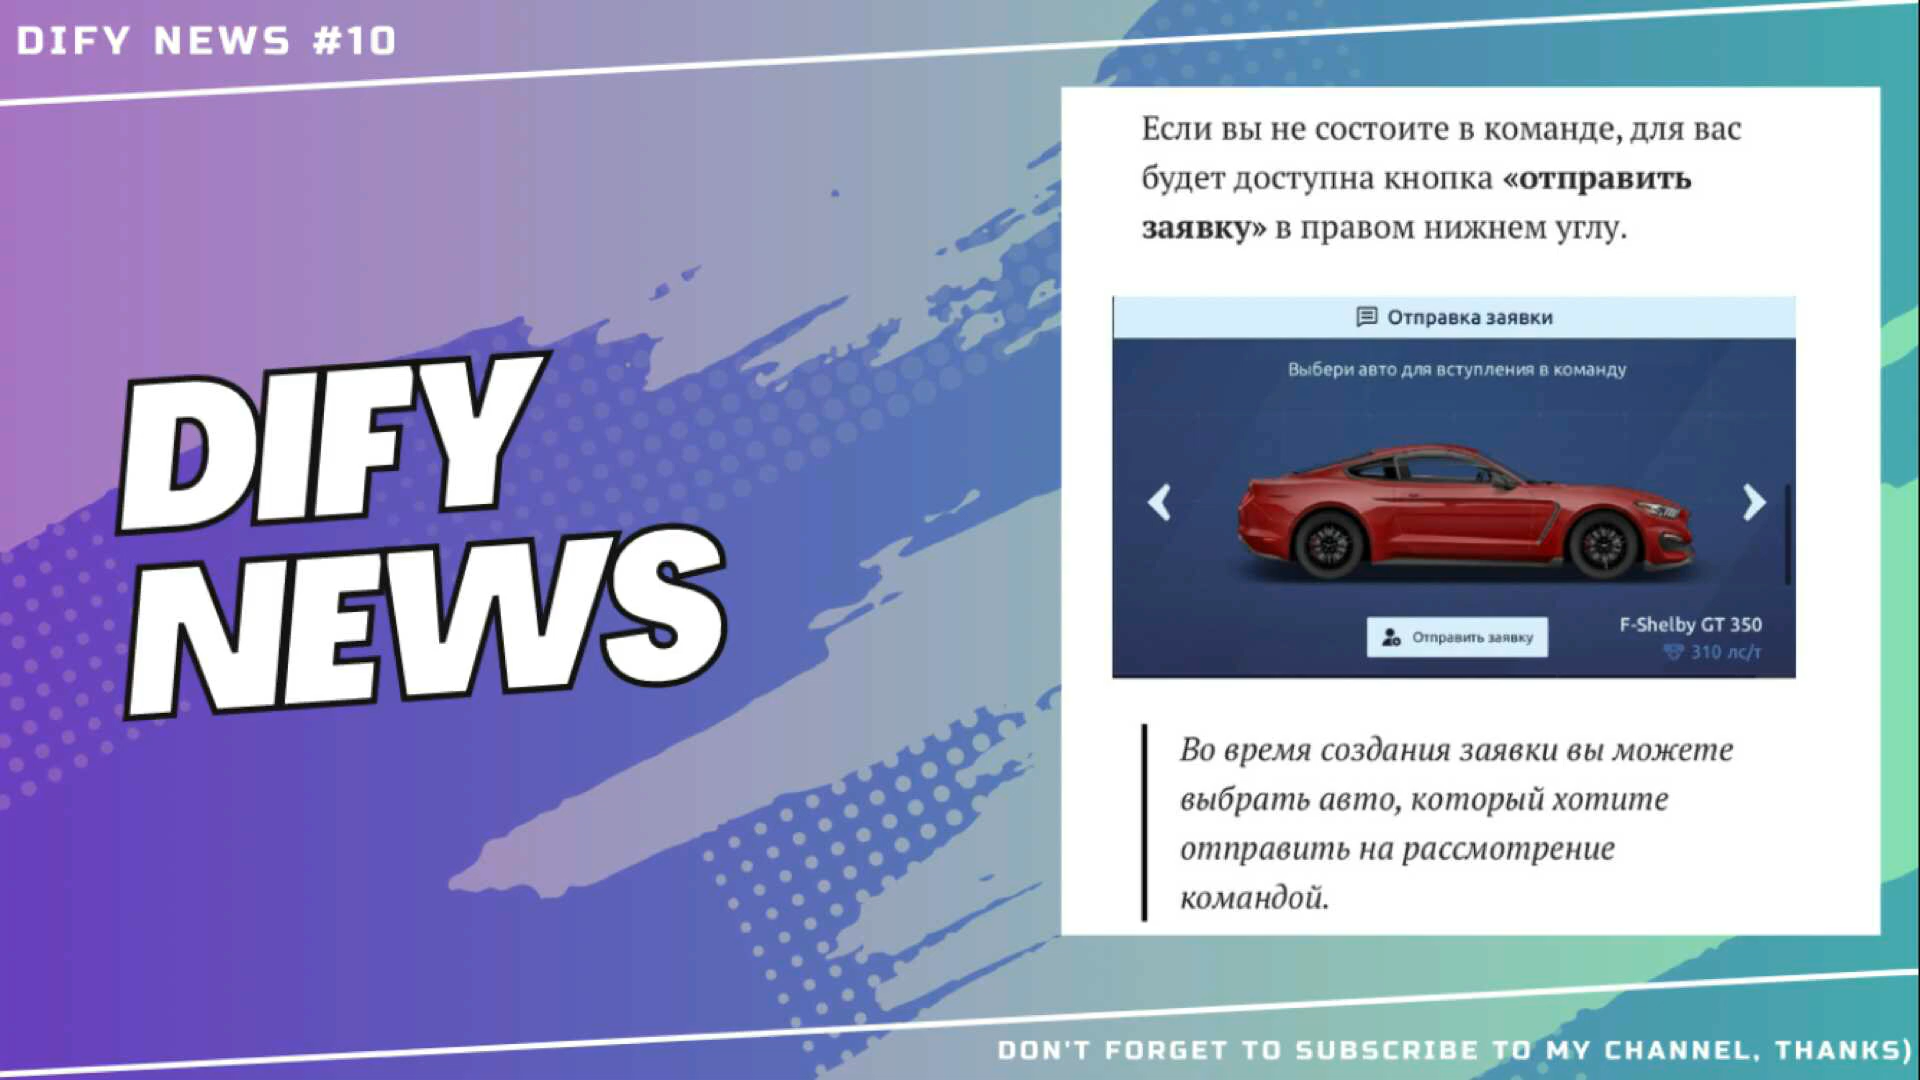 DIFY NEWS #10
DIFY
NEWS
Если вы не состоите в команде, для вас
будет доступна кнопка «отправить
заявку» в правом нижнем углу.
Отправка заявки
Выбери авто для вступления в команду
Отправить заявку
F-Shelby GT 350
310 лс/т
Во время создания заявки вы можете
выбрать авто, который хотите
отправить на рассмотрение
командой.
DON'T FORGET TO SUBSCRIBE TO MY CHANNEL, THANKS)